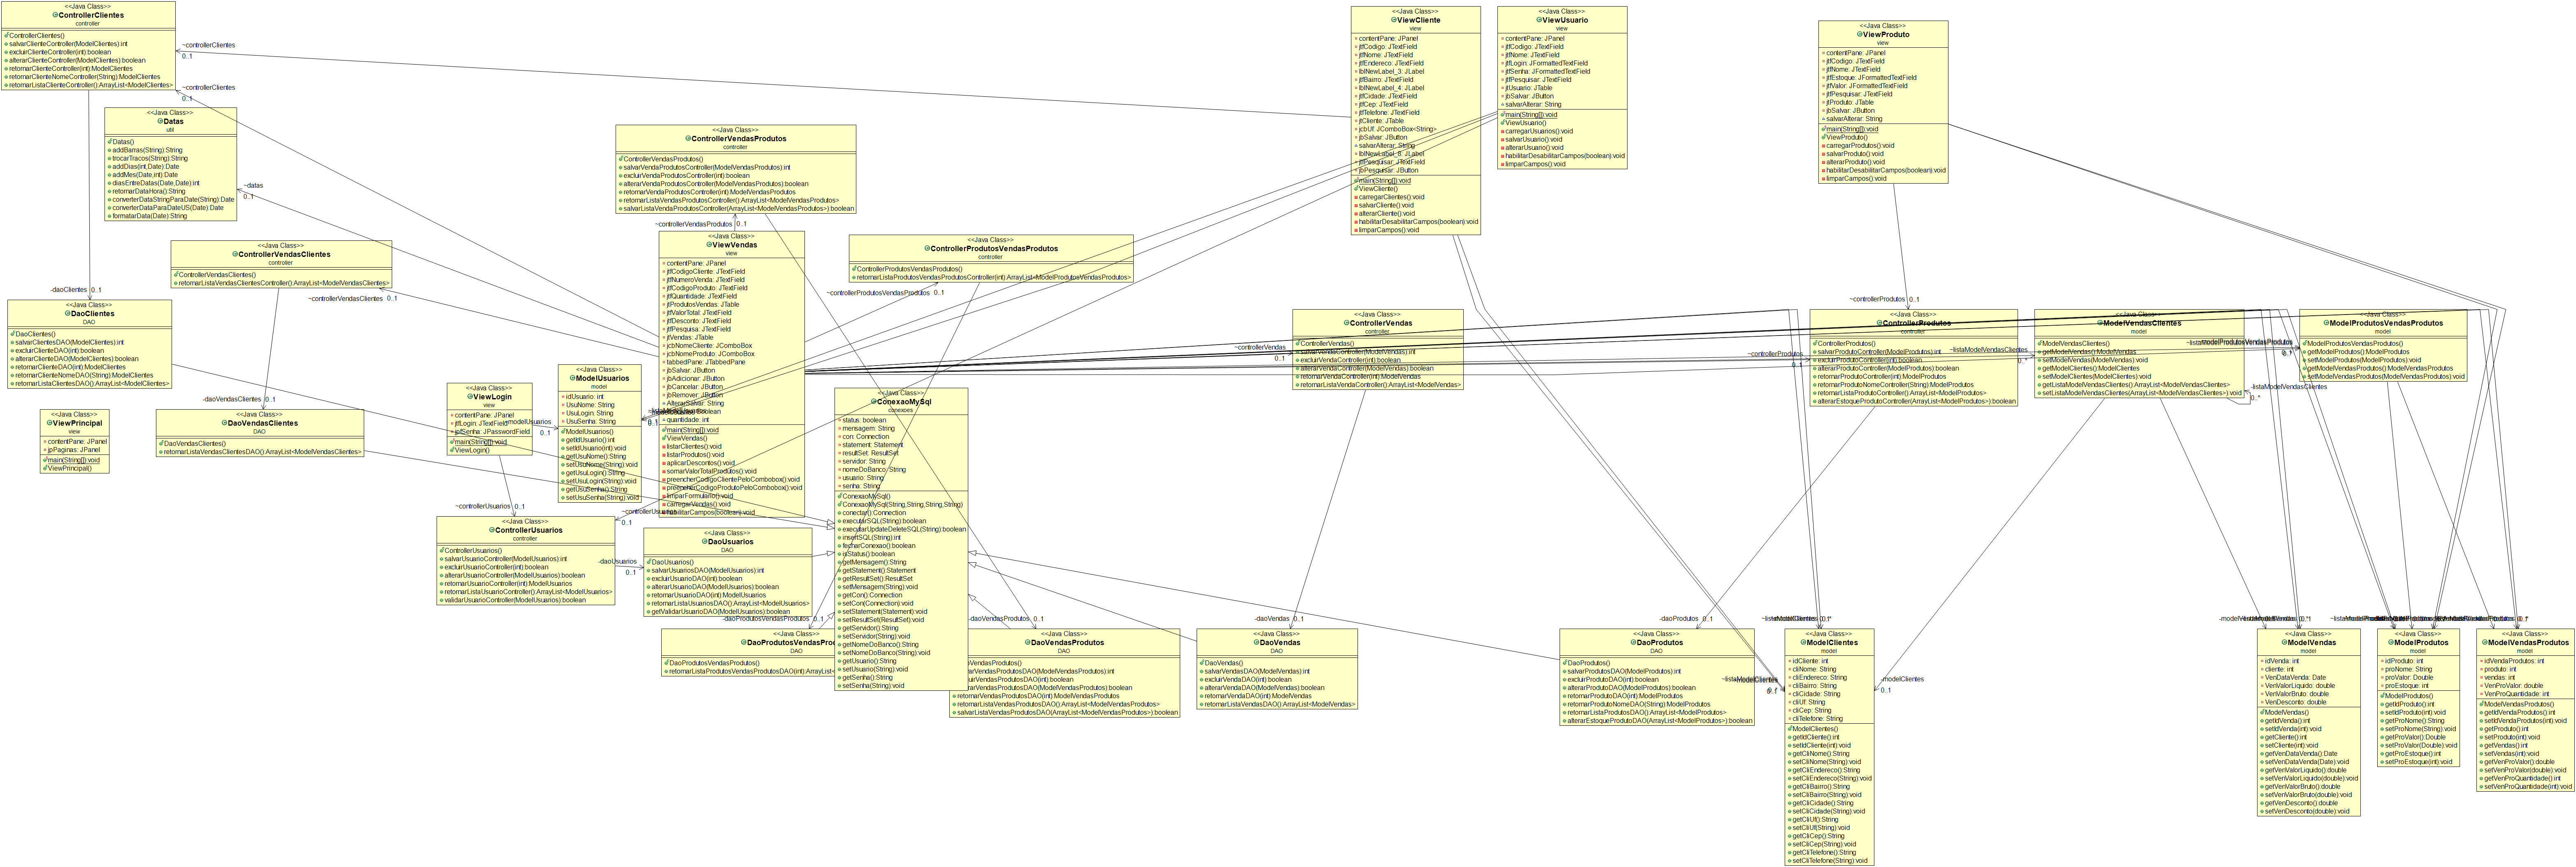 <<Java Class>>
ControllerClientes
controller
ControllerClientes()
salvarClienteController(ModelClientes):int
excluirClienteController(int):boolean
alterarClienteController(ModelClientes):boolean
retornarClienteController(int):ModelClientes
retornarClienteNomeController(String):ModelClientes
retornarListaClienteController():ArrayList<ModelClientes>
~controllerClientes
0..1
~controllerClientes
0..1
<<Java Class>>
Datas
util
Datas()
addBarras(String):String
trocarTracos(String):String
addDias(int,Date):Date
addMes(Date,int):Date
diasEntreDatas(Date,Date):int
retornarDataHora():String
converterDataStringParaDate(String):Date
converterDataParaDateUS(Date):Date
formatarData(Date):String
~datas
0..1
<<Java Class>>
ControllerVendasClientes
controller
ControllerVendasClientes()
retornarListaVendasClientesController():ArrayList<ModelVendasClientes>
~controllerVendasClientes 0..1
-daoClientes 0..1
<<Java Class>>
DaoClientes
DAO
DaoClientes()
salvarClientesDAO(ModelClientes):int
excluirClienteDAO(int):boolean
alterarClienteDAO(ModelClientes):boolean
retornarClienteDAO(int):ModelClientes
retornarClienteNomeDAO(String):ModelClientes
retornarListaClientesDAO():ArrayList<ModelClientes>
<<Java Class>>
ViewPrincipal
view
contentPane: JPanel
jpPaginas: JPanel
main(String[]):void
ViewPrincipal()
-daoVendasClientes 0..1
<<Java Class>>
DaoVendasClientes
DAO
DaoVendasClientes()
retornarListaVendasClientesDAO():ArrayList<ModelVendasClientes>
<<Java Class>>
ViewLogin
view
contentPane: JPanel
jtfLogin: JTextField
jpfSenha: JPasswordField
main(String[]):void
ViewLogin()
0..1
<<Java Class>>
ModelUsuarios
model
idUsuario: int
UsuNome: String
UsuLogin: String
UsuSenha: String
ModelUsuarios()
getIdUsuario():int
setIdUsuario(int):void
getUsuNome():String
setUsuNome(String):void
getUsuLogin():String
setUsuLogin(String):void
getUsuSenha():String
setUsuSenha(String):void
~controllerUsuarios 0..1
<<Java Class>>
ControllerUsuarios
controller
ControllerUsuarios()
salvarUsuarioController(ModelUsuarios):int
excluirUsuarioController(int):boolean
alterarUsuarioController(ModelUsuarios):boolean
retornarUsuarioController(int):ModelUsuarios
retornarListaUsuarioController():ArrayList<ModelUsuarios>
validarUsuarioController(ModelUsuarios):boolean
-daoUsuarios
0..1
<<Java Class>>
DaoUsuarios
DAO
DaoUsuarios()
salvarUsuariosDAO(ModelUsuarios):int
excluirUsuarioDAO(int):boolean
alterarUsuarioDAO(ModelUsuarios):boolean
retornarUsuarioDAO(int):ModelUsuarios
retornarListaUsuariosDAO():ArrayList<ModelUsuarios>
getValidarUsuarioDAO(ModelUsuarios):boolean
<<Java Class>>
ControllerVendasProdutos
controller
ControllerVendasProdutos()
salvarVendaProdutosController(ModelVendasProdutos):int
excluirVendaProdutosController(int):boolean
alterarVendaProdutosController(ModelVendasProdutos):boolean
retornarVendaProdutosController(int):ModelVendasProdutos
retornarListaVendaProdutosController():ArrayList<ModelVendasProdutos>
salvarListaVendaProdutosController(ArrayList<ModelVendasProdutos>):boolean
~controllerVendasProdutos 0..1
<<Java Class>>
ViewVendas
view
contentPane: JPanel
jtfCodigoCliente: JTextField
jtfNumeroVenda: JTextField
jtfCodigoProduto: JTextField
jtfQuantidade: JTextField
jtProdutosVendas: JTable
jtfValorTotal: JTextField
jtfDesconto: JTextField
jtfPesquisa: JTextField
jtVendas: JTable
jcbNomeCliente: JComboBox
jcbNomeProduto: JComboBox
tabbedPane: JTabbedPane
jbSalvar: JButton
jbAdicionar: JButton
jbCancelar: JButton
jbRemover: JButton
AlterarSalvar: String
quantidade: int
main(String[]):void
ViewVendas()
listarClientes():void
listarProdutos():void
aplicarDescontos():void
somarValorTotalProdutos():void
preencherCodigoClientePeloCombobox():void
preencherCodigoProdutoPeloCombobox():void
limparFormulario():void
carregarVendas():void
habilitarCampos(boolean):void
<<Java Class>>
ControllerProdutosVendasProdutos
controller
ControllerProdutosVendasProdutos()
retornarListaProdutosVendasProdutosController(int):ArrayList<ModelProdutosVendasProdutos>
~controllerProdutosVendasProdutos 0..1
<<Java Class>>
ConexaoMySql
conexoes
status: boolean
mensagem: String
con: Connection
statement: Statement
resultSet: ResultSet
servidor: String
nomeDoBanco: String
usuario: String
senha: String
ConexaoMySql()
ConexaoMySql(String,String,String,String)
conectar():Connection
executarSQL(String):boolean
executarUpdateDeleteSQL(String):boolean
insertSQL(String):int
fecharConexao():boolean
isStatus():boolean
getMensagem():String
getStatement():Statement
getResultSet():ResultSet
setMensagem(String):void
getCon():Connection
setCon(Connection):void
setStatement(Statement):void
setResultSet(ResultSet):void
getServidor():String
setServidor(String):void
getNomeDoBanco():String
setNomeDoBanco(String):void
getUsuario():String
setUsuario(String):void
getSenha():String
setSenha(String):void
-daoProdutosVendasProdutos 0..1
<<Java Class>>
DAO
DaoProdutosVendasProdutos()
-daoVendasProdutos 0..1
<<Java Class>>
DaoVendasProdutos
DAO
retornarVendasProdutosDAO(int):ModelVendasProdutos
retornarListaVendasProdutosDAO():ArrayList<ModelVendasProdutos>
salvarListaVendasProdutosDAO(ArrayList<ModelVendasProdutos>):boolean
-daoVendas 0..1
<<Java Class>>
DaoVendas
DAO
DaoVendas()
salvarVendasDAO(ModelVendas):int
excluirVendaDAO(int):boolean
alterarVendaDAO(ModelVendas):boolean
retornarVendaDAO(int):ModelVendas
retornarListaVendasDAO():ArrayList<ModelVendas>
<<Java Class>>
ViewCliente
view
contentPane: JPanel
jtfCodigo: JTextField
jtfNome: JTextField
jtfEndereco: JTextField
lblNewLabel_3: JLabel
jtfBairro: JTextField
lblNewLabel_4: JLabel
jtfCidade: JTextField
jtfCep: JTextField
jtfTelefone: JTextField
jtCliente: JTable
jcbUf: JComboBox<String>
jbSalvar: JButton
salvarAlterar: String
lblNewLabel_8: JLabel
jtfPesquisar: JTextField
jbPesquisar: JButton
main(String[]):void
ViewCliente()
carregarClientes():void
salvarCliente():void
alterarCliente():void
habilitarDesabilitarCampos(boolean):void
limparCampos():void
<<Java Class>>
ViewUsuario
view
contentPane: JPanel
jtfCodigo: JTextField
jtfNome: JTextField
jtfLogin: JFormattedTextField
jtfSenha: JFormattedTextField
jtfPesquisar: JTextField
jtUsuario: JTable
jbSalvar: JButton
salvarAlterar: String
main(String[]):void
ViewUsuario()
carregarUsuarios():void
salvarUsuario():void
alterarUsuario():void
habilitarDesabilitarCampos(boolean):void
limparCampos():void
<<Java Class>>
ViewProduto
view
contentPane: JPanel
jtfCodigo: JTextField
jtfNome: JTextField
jtfEstoque: JFormattedTextField
jtfValor: JFormattedTextField
jtfPesquisar: JTextField
jtProduto: JTable
jbSalvar: JButton
salvarAlterar: String
main(String[]):void
ViewProduto()
carregarProdutos():void
salvarProduto():void
alterarProduto():void
habilitarDesabilitarCampos(boolean):void
limparCampos():void
~controllerVendas
0..1
<<Java Class>>
ControllerVendas
controller
ControllerVendas()
salvarVendaController(ModelVendas):int
excluirVendaController(int):boolean
alterarVendaController(ModelVendas):boolean
retornarVendaController(int):ModelVendas
retornarListaVendaController():ArrayList<ModelVendas>
~controllerProdutos 0..1
~controllerProdutos
0..1
<<Java Class>>
ControllerProdutos
controller
ControllerProdutos()
salvarProdutoController(ModelProdutos):int
excluirProdutoController(int):boolean
alterarProdutoController(ModelProdutos):boolean
retornarProdutoController(int):ModelProdutos
retornarProdutoNomeController(String):ModelProdutos
retornarListaProdutoController():ArrayList<ModelProdutos>
alterarEstoqueProdutoController(ArrayList<ModelProdutos>):boolean
~listaModelVendasClientes
0..*
<<Java Class>>
ModelVendasClientes
model
ModelVendasClientes()
getModelVendas():ModelVendas
setModelVendas(ModelVendas):void
getModelClientes():ModelClientes
setModelClientes(ModelClientes):void
getListaModelVendasClientes():ArrayList<ModelVendasClientes>
setListaModelVendasClientes(ArrayList<ModelVendasClientes>):void
-listaModelVendasClientes
0..*
<<Java Class>>
ModelProdutosVendasProdutos
model
ModelProdutosVendasProdutos()
getModelProdutos():ModelProdutos
setModelProdutos(ModelProdutos):void
getModelVendasProdutos():ModelVendasProdutos
setModelVendasProdutos(ModelVendasProdutos):void
-daoProdutos 0..1
<<Java Class>>
DaoProdutos
DAO
DaoProdutos()
salvarProdutosDAO(ModelProdutos):int
excluirProdutoDAO(int):boolean
alterarProdutoDAO(ModelProdutos):boolean
retornarProdutoDAO(int):ModelProdutos
retornarProdutoNomeDAO(String):ModelProdutos
retornarListaProdutosDAO():ArrayList<ModelProdutos>
alterarEstoqueProdutoDAO(ArrayList<ModelProdutos>):boolean
<<Java Class>>
ModelClientes
model
idCliente: int
cliNome: String
cliEndereco: String
cliBairro: String
cliCidade: String
cliUf: String
cliCep: String
cliTelefone: String
ModelClientes()
getIdCliente():int
setIdCliente(int):void
getCliNome():String
setCliNome(String):void
getCliEndereco():String
setCliEndereco(String):void
getCliBairro():String
setCliBairro(String):void
getCliCidade():String
setCliCidade(String):void
getCliUf():String
setCliUf(String):void
getCliCep():String
setCliCep(String):void
getCliTelefone():String
setCliTelefone(String):void
-modelClientes
0..1
<<Java Class>>
ModelVendas
model
idVenda: int
cliente: int
VenDataVenda: Date
VenValorLiquido: double
VenValorBruto: double
VenDesconto: double
ModelVendas()
getIdVenda():int
setIdVenda(int):void
getCliente():int
setCliente(int):void
getVenDataVenda():Date
setVenDataVenda(Date):void
getVenValorLiquido():double
setVenValorLiquido(double):void
getVenValorBruto():double
setVenValorBruto(double):void
getVenDesconto():double
setVenDesconto(double):void
<<Java Class>>
ModelProdutos
model
idProduto: int
proNome: String
proValor: Double
proEstoque: int
ModelProdutos()
getIdProduto():int
setIdProduto(int):void
getProNome():String
setProNome(String):void
getProValor():Double
setProValor(Double):void
getProEstoque():int
setProEstoque(int):void
<<Java Class>>
ModelVendasProdutos
model
idVendaProdutos: int
produto: int
vendas: int
VenProValor: double
VenProQuantidade: int
ModelVendasProdutos()
getIdVendaProdutos():int
setIdVendaProdutos(int):void
getProduto():int
setProduto(int):void
getVendas():int
setVendas(int):void
getVenProValor():double
setVenProValor(double):void
getVenProQuantidade():int
setVenProQuantidade(int):void